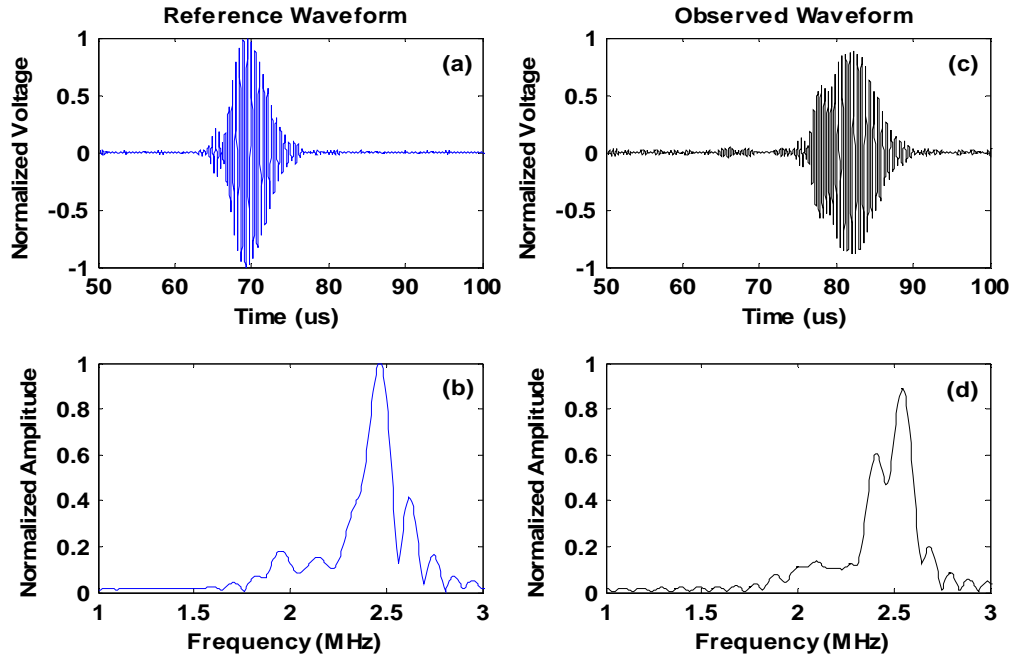 Reference Waveform
Normalized Voltage
1
0.5
0
-0.5
-1
(a)
50 60 70 80 90 100
Time (us)
Observed Waveform
Normalized Voltage
1
0.5
0
-0.5
-1
(c)
50 60 70 80 90 100
Time (us)
Normalized Amplitude
1
0.8
0.6
0.4
0.2
0
(b)
1 1.5 2 2.5 3
Frequency (MHz)
Normalized Amplitude
1
0.8
0.6
0.4
0.2
0
(d)
1 1.5 2 2.5 3
Frequency (MHz)